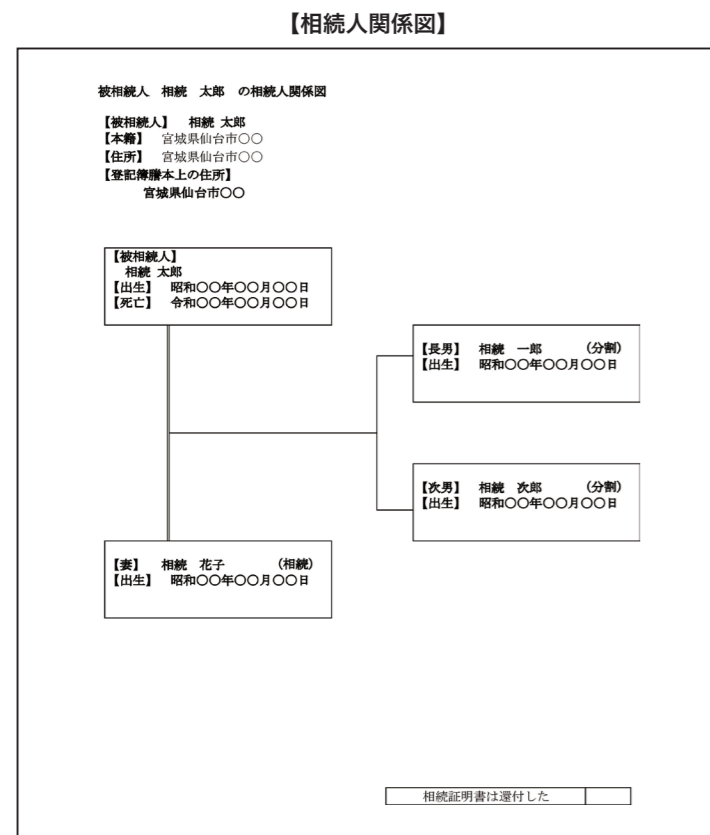 【相続人関係図】
被相続人　相続　太郎　の相続人関係図
【被相続人】　相続 太郎
【本籍】　宮城県仙台市〇〇
【住所】　宮城県仙台市〇〇
【登記簿謄本上の住所】
宮城県仙台市〇〇
【被相続人】
相続 太郎
【出生】　昭和〇〇年〇〇月〇〇日
【死亡】　令和〇〇年〇〇月〇〇日
【長男】　相続　一郎　（分割）
【出生】　昭和〇〇年〇〇月〇〇日
【次男】　相続　次郎　（分割）
【出生】　昭和〇〇年〇〇月〇〇日
【妻】　相続　花子　（相続）
【出生】　昭和〇〇年〇〇月〇〇日
相続証明書は還付した